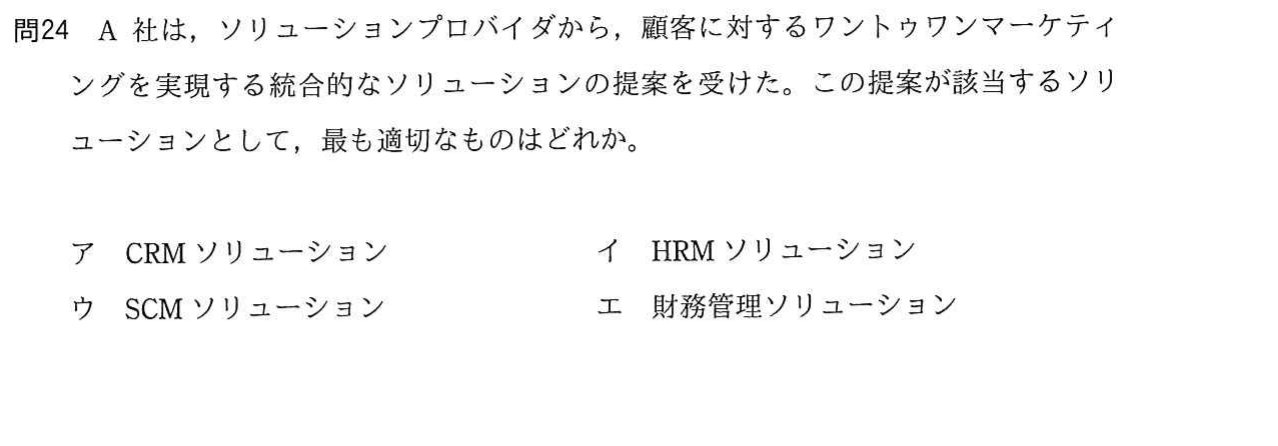 問24 A 社は，ソリューションプロバイダから，顧客に対するワントゥワンマーケティ
ングを実現する統合的なソリューションの提案を受けた。この提案が該当するソリ
ューションとして，最も適切なものはどれか。
ア CRM ソリューション イ HRM ソリューション
ウ SCM ソリューション エ 財務管理ソリューション